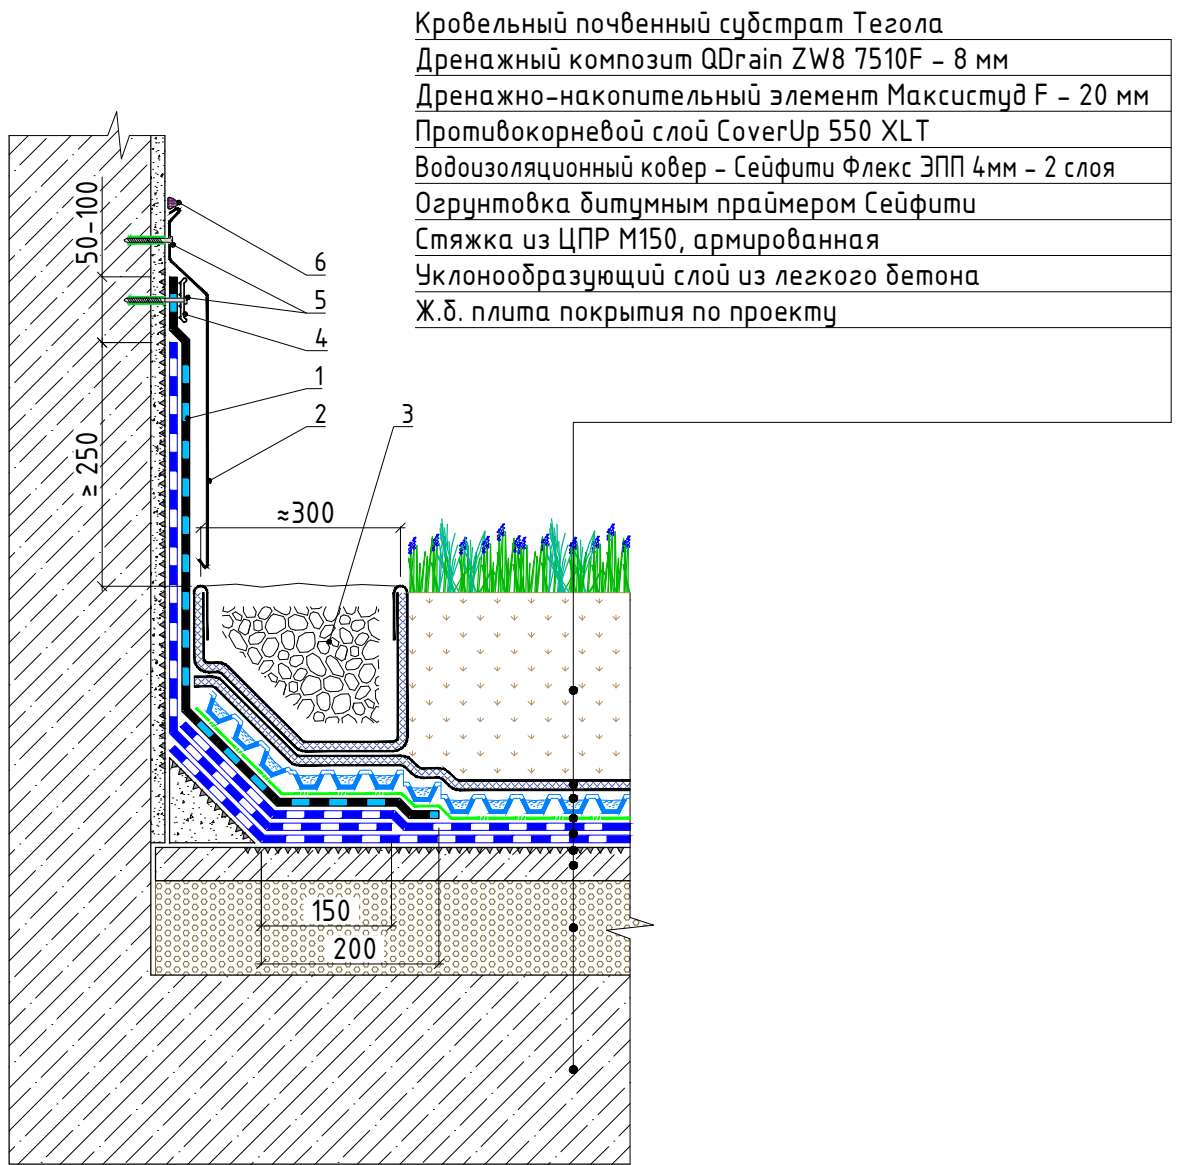 Кровельный почвенный субстрат Тегола
Дренажный композит QDrain ZW8 7510F – 8 мм
Дренажно-накопительный элемент Максистуд F – 20 мм
Противокорневой слой CoverUp 550 XLT
Водоизоляционный ковер – Сейфити Флекс ЭПП 4мм – 2 слоя
Огрунтовка битумным праймером Сейфити
Стяжка из ЦПР М150, армированная
Уклонообразующий слой из легкого бетона
Ж.б. плита покрытия по проекту
50-100
6
5
4
1
2
3
≥ 250
≈300
150
200